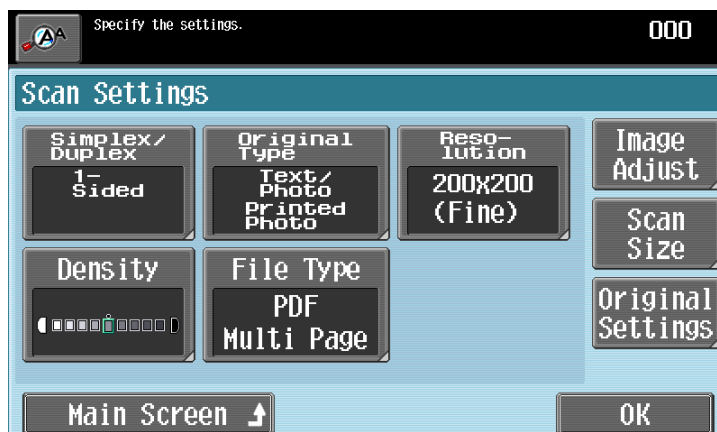 Specify the settings.
000
Scan Settings
Simplex/
Duplex
1-
Sided
Original
Type
Text/
Photo
Printed
Photo
Reso-
lution
200X200
(Fine)
Image
Adjust
Scan
Size
Density
File Type
PDF
Multi Page
Original
Settings
Main Screen
OK